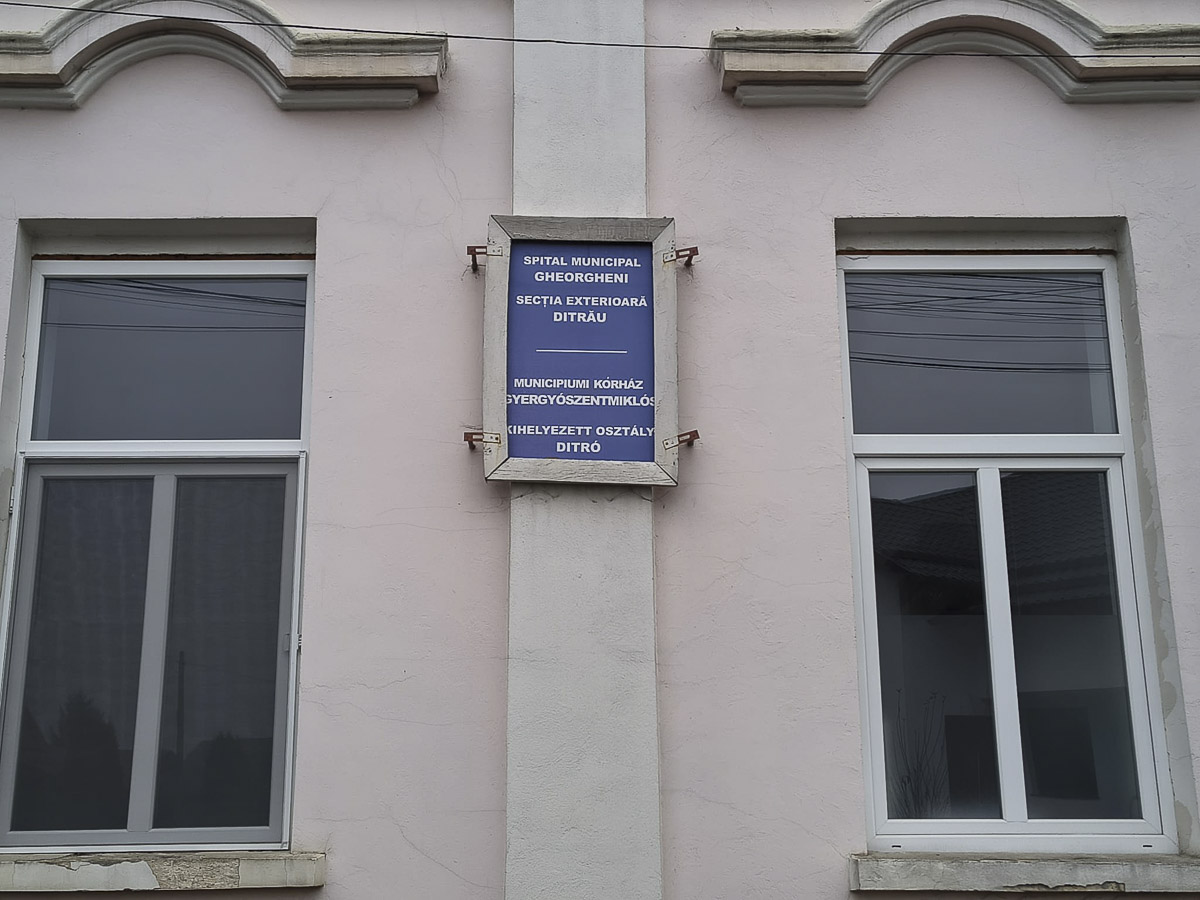 SPITAL MUNICIPAL
GHEORGHENI
SECȚIA EXTERIOARĂ
DITRĂU
MUNICIPIUMI KÓRHÁZ
GYERGYÓSZENTMIKLÓS
KIHELYEZETT OSZTÁLY
DITRÓ